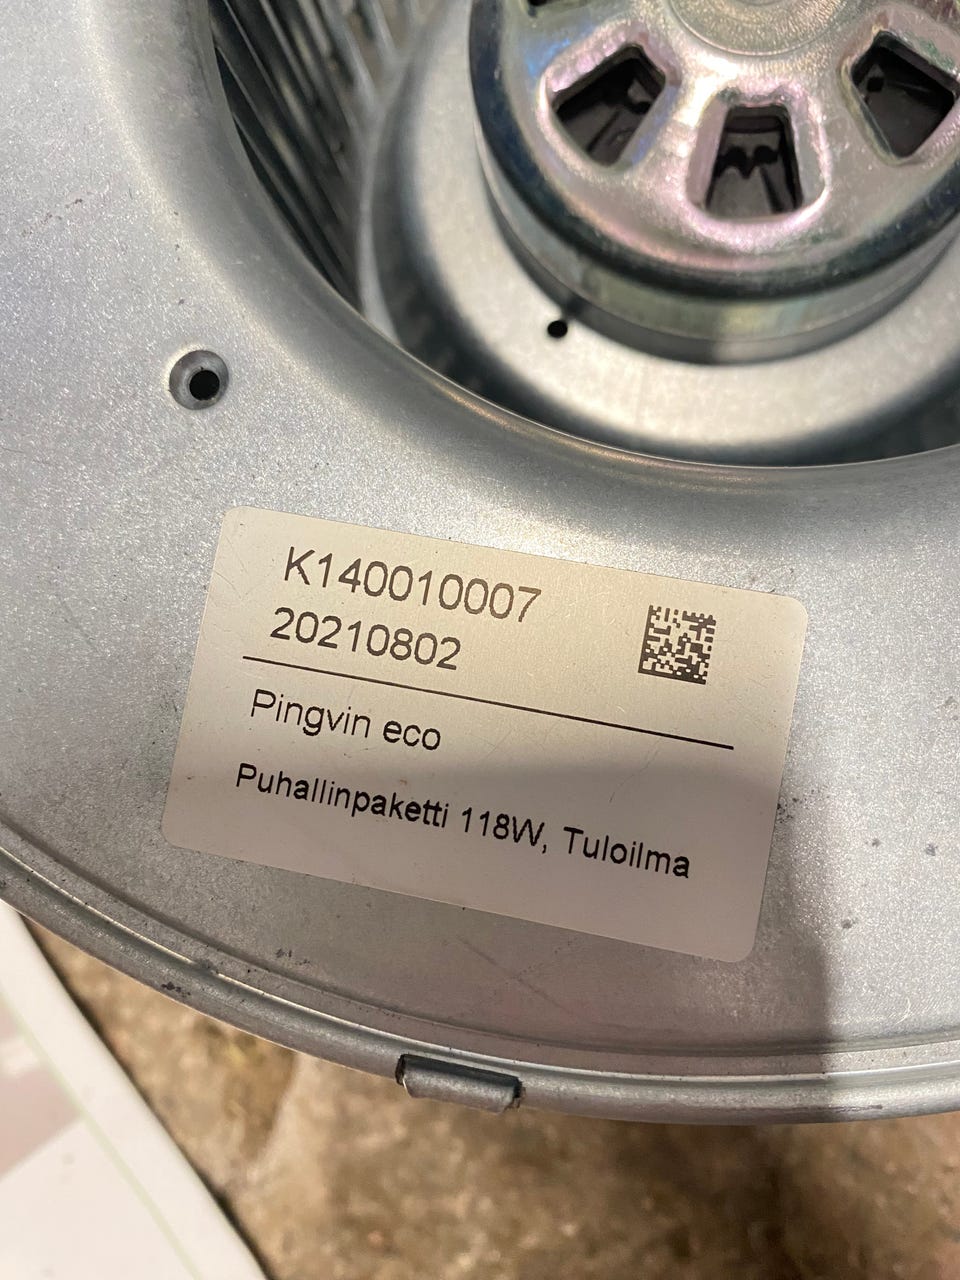 K140010007
20210802
Pingvin eco
Puhallinpaketti 118W, Tuloilma